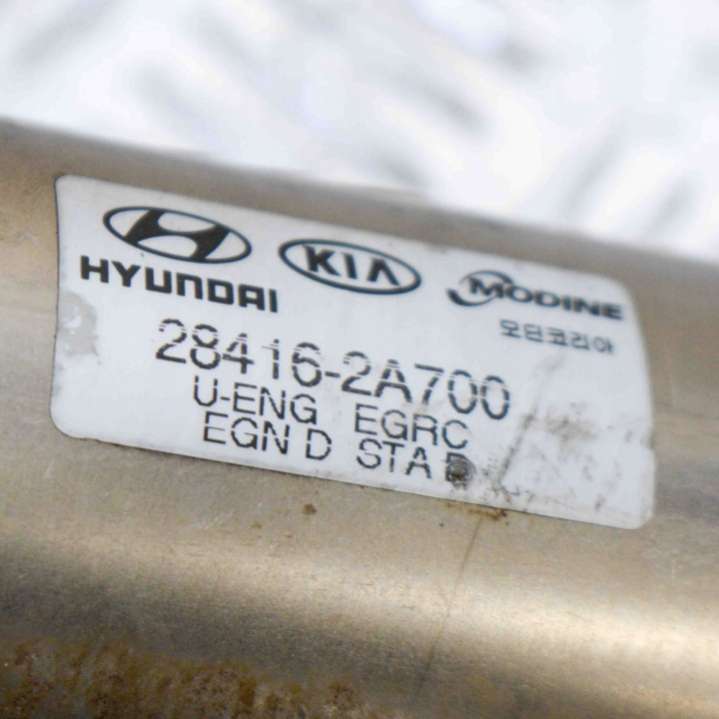 HYUNDAI KIA MODINE
모딘코리아
28416-2A700
U-ENG EGRC
EGN D STA